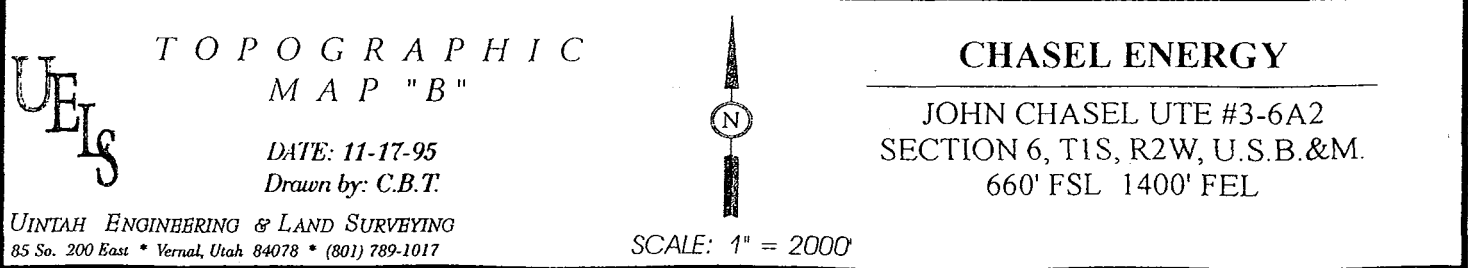 UELS
TOPOGRAPHIC
MAP "B"
DATE: 11-17-95
Drawn by: C.B.T.
UINTAH ENGINEERING & LAND SURVEYING
85 So. 200 East * Vernal, Utah 84078 * (801) 789-1017
N
SCALE: 1" = 2000'
CHASEL ENERGY
JOHN CHASEL UTE #3-6A2
SECTION 6, T1S, R2W, U.S.B.&M.
660' FSL 1400' FEL